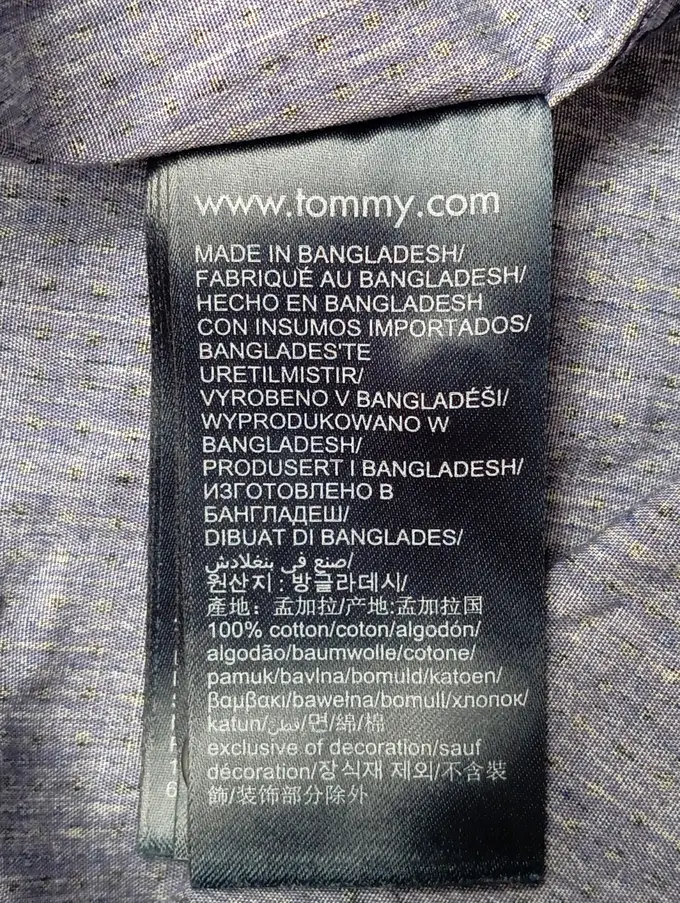 www.tommy.com
MADE IN BANGLADESH/
FABRIQUÉ AU BANGLADESH/
HECHO EN BANGLADESH
CON INSUMOS IMPORTADOS/
BANGLADES'TE
URETILMISTIR/
VYROBENO V BANGLADÉŠI/
WYPRODUKOWANO W
BANGLADESH/
PRODUSERT I BANGLADESH/
ИЗГОТОВЛЕНО В
БАНГЛАДЕШ/
DIBUAT DI BANGLADES/
صنع في بنغلادش/
원산지 : 방글라데시/
產地：孟加拉/产地:孟加拉国
100% cotton/coton/algodón/
algodão/baumwolle/cotone/
pamuk/bavlna/bomuld/katoen/
βαμβακι/bawełna/bomull/хлопок/
katun/قطن/면/綿/棉
exclusive of decoration/sauf
décoration/장식재 제외/不含裝
飾/装饰部分除外